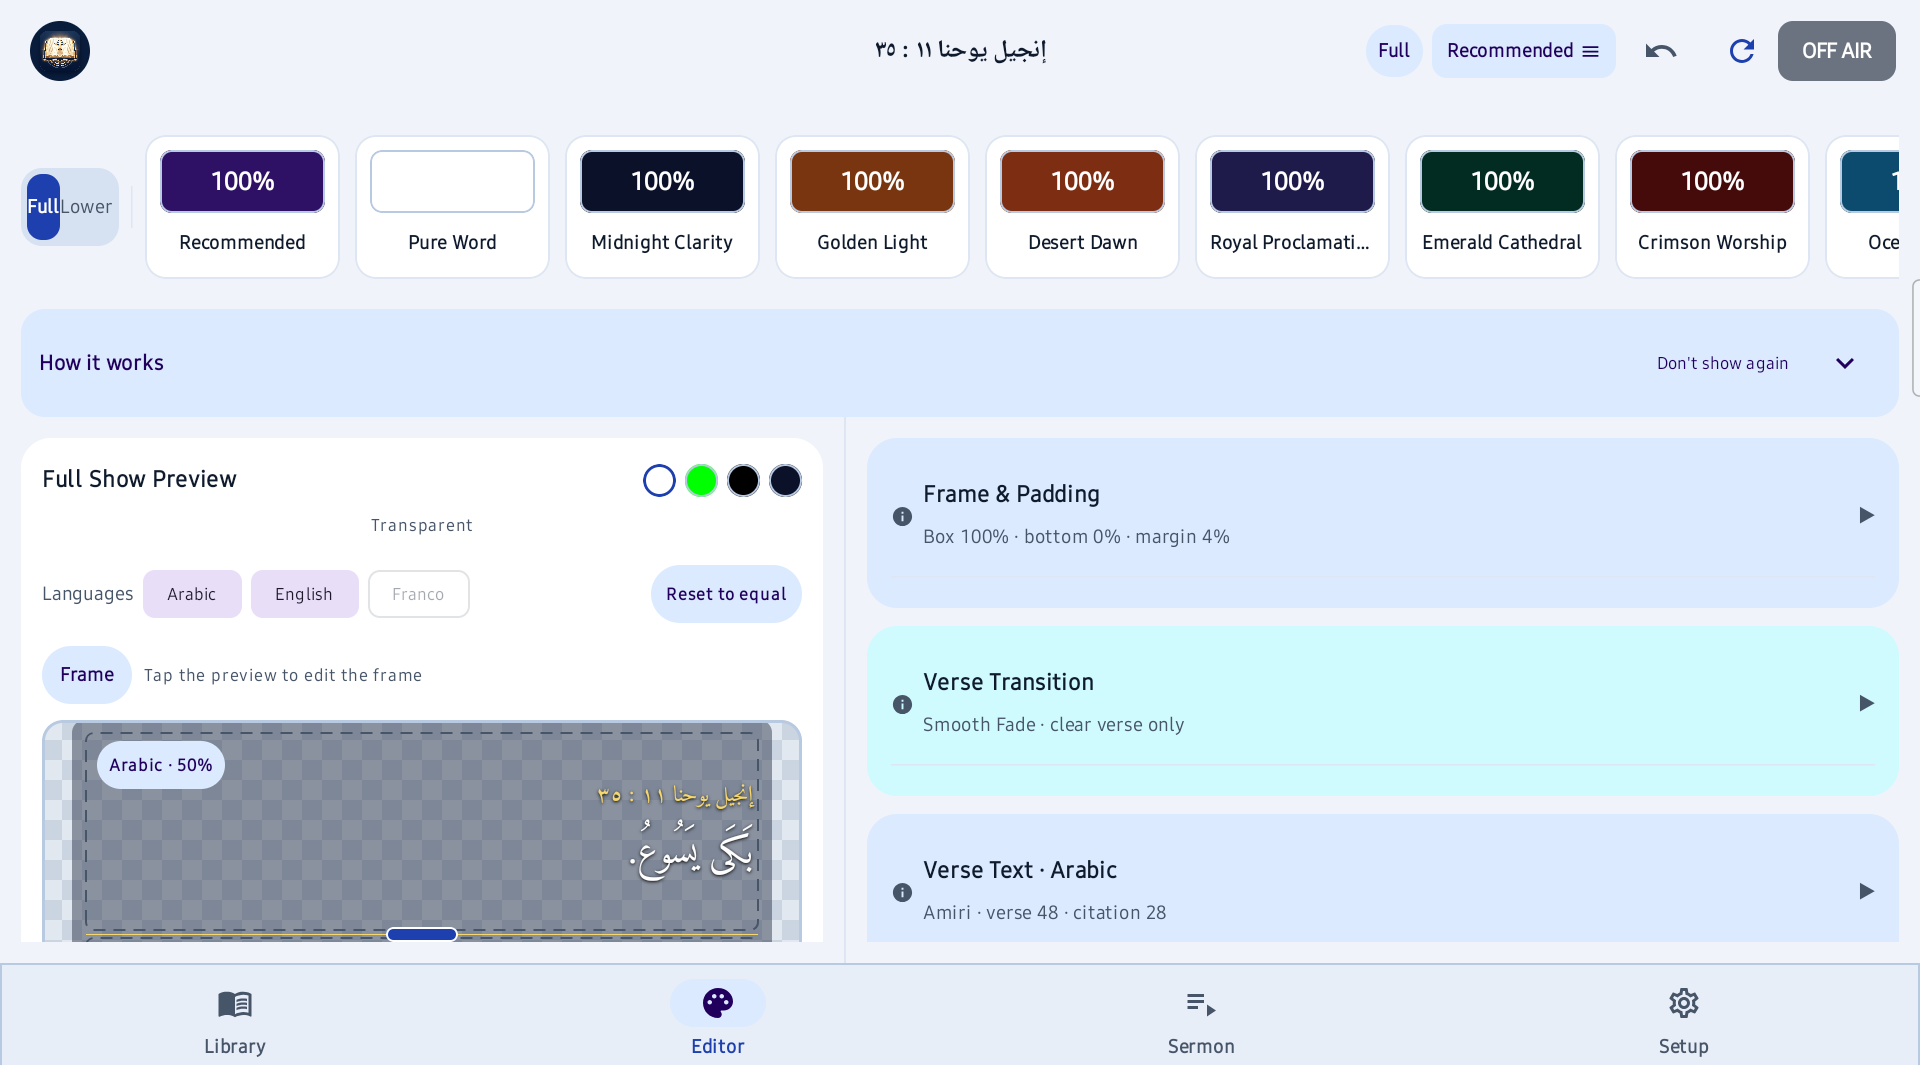 إنجيل يوحنا ١١ : ٣٥
Full
Recommended
OFF AIR
Full
Lower
100%
Recommended
Pure Word
100%
Midnight Clarity
100%
Golden Light
100%
Desert Dawn
100%
Royal Proclamati...
100%
Emerald Cathedral
100%
Crimson Worship
1
Oce
How it works
Don't show again
Full Show Preview
Transparent
Languages
Arabic
English
Franco
Reset to equal
Frame
Tap the preview to edit the frame
Arabic · 50%
إنجيل يوحنا ١١ : ٣٥
بَكَى يَسُوعُ.
Frame & Padding
Box 100% · bottom 0% · margin 4%
Verse Transition
Smooth Fade · clear verse only
Verse Text · Arabic
Amiri · verse 48 · citation 28
Library
Editor
Sermon
Setup